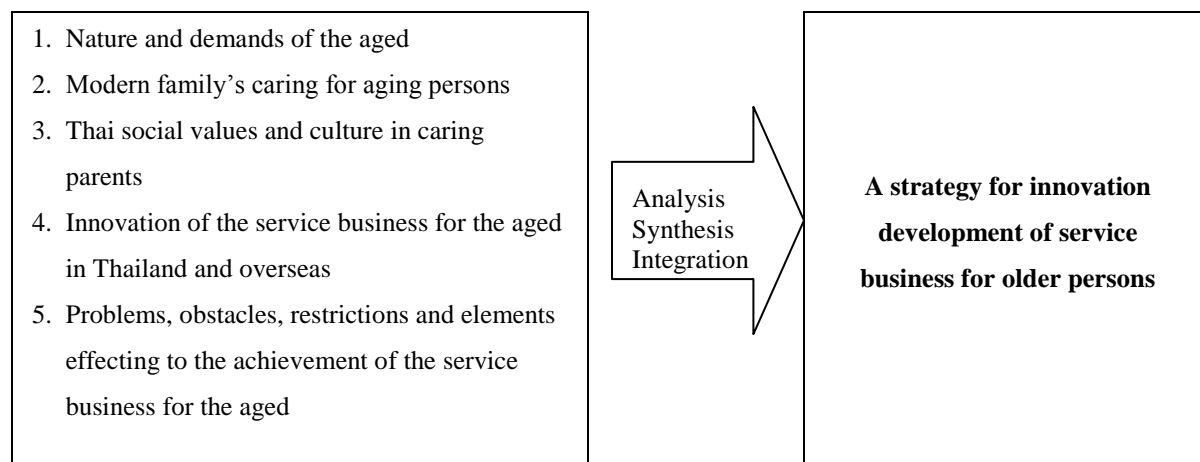 1. Nature and demands of the aged
2. Modern family’s caring for aging persons
3. Thai social values and culture in caring
parents
4. Innovation of the service business for the aged
in Thailand and overseas
5. Problems, obstacles, restrictions and elements
effecting to the achievement of the service
business for the aged
Analysis
Synthesis
Integration
A strategy for innovation
development of service
business for older persons